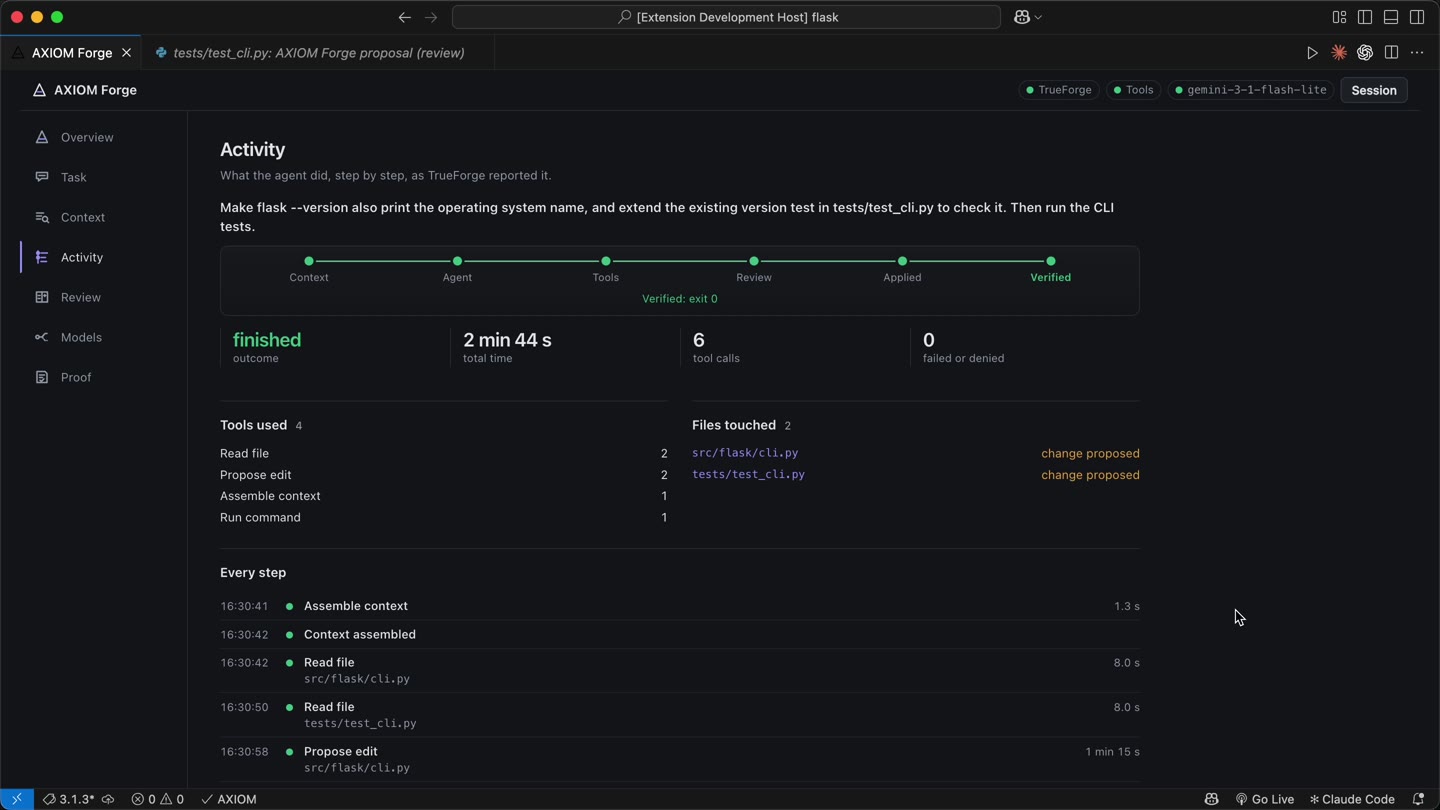 [Extension Development Host] flask
AXIOM Forge
tests/test_cli.py: AXIOM Forge proposal (review)
AXIOM Forge
TrueForge
Tools
gemini-3-1-flash-lite
Session
Overview
Task
Context
Activity
Review
Models
Proof
Activity
What the agent did, step by step, as TrueForge reported it.
Make flask --version also print the operating system name, and extend the existing version test in tests/test_cli.py to check it. Then run the CLI
tests.
Context
Agent
Tools
Review
Applied
Verified
Verified: exit 0
finished
outcome
2 min 44 s
total time
6
tool calls
0
failed or denied
Tools used 4
Read file 2
Propose edit 2
Assemble context 1
Run command 1
Files touched 2
src/flask/cli.py change proposed
tests/test_cli.py change proposed
Every step
16:30:41 Assemble context 1.3 s
16:30:42 Context assembled
16:30:42 Read file 8.0 s
src/flask/cli.py
16:30:50 Read file 8.0 s
tests/test_cli.py
16:30:58 Propose edit 1 min 15 s
src/flask/cli.py
3.1.3* 0 0 AXIOM Go Live Claude Code